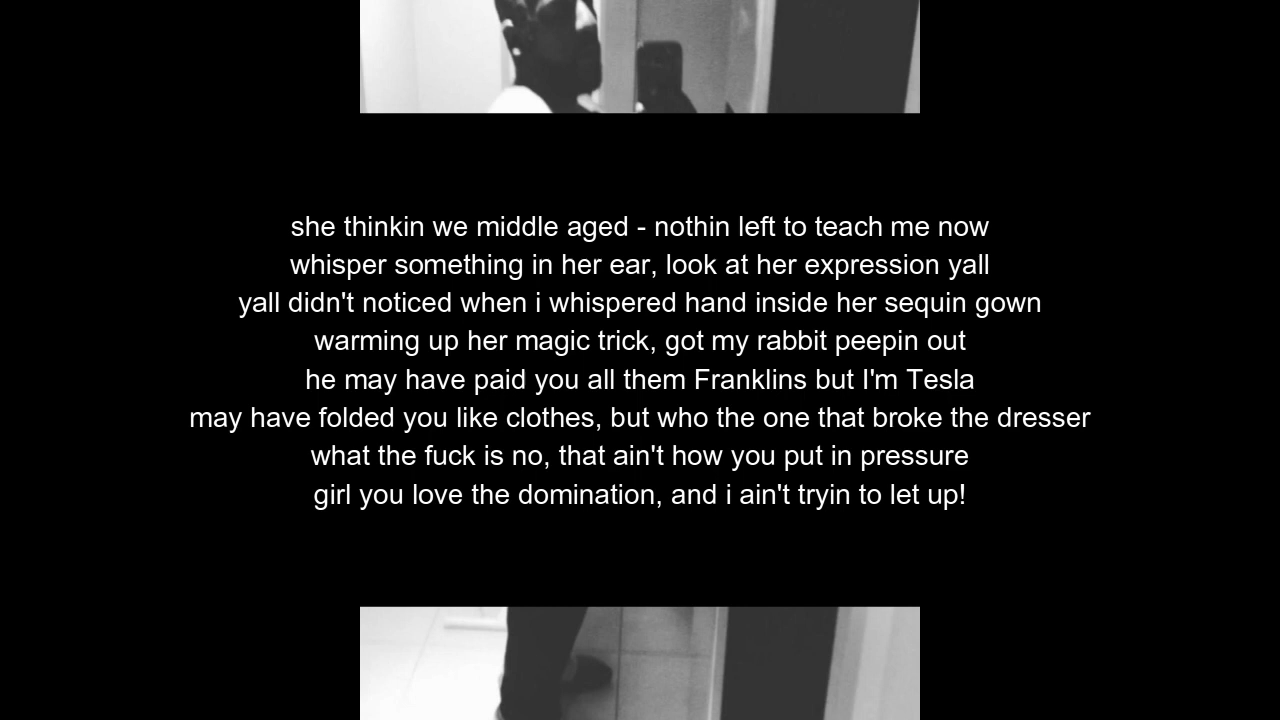 she thinkin we middle aged - nothin left to teach me now
whisper something in her ear, look at her expression yall
yall didn't noticed when i whispered hand inside her sequin gown
warming up her magic trick, got my rabbit peepin out
he may have paid you all them Franklins but I'm Tesla
may have folded you like clothes, but who the one that broke the dresser
what the fuck is no, that ain't how you put in pressure
girl you love the domination, and i ain't tryin to let up!